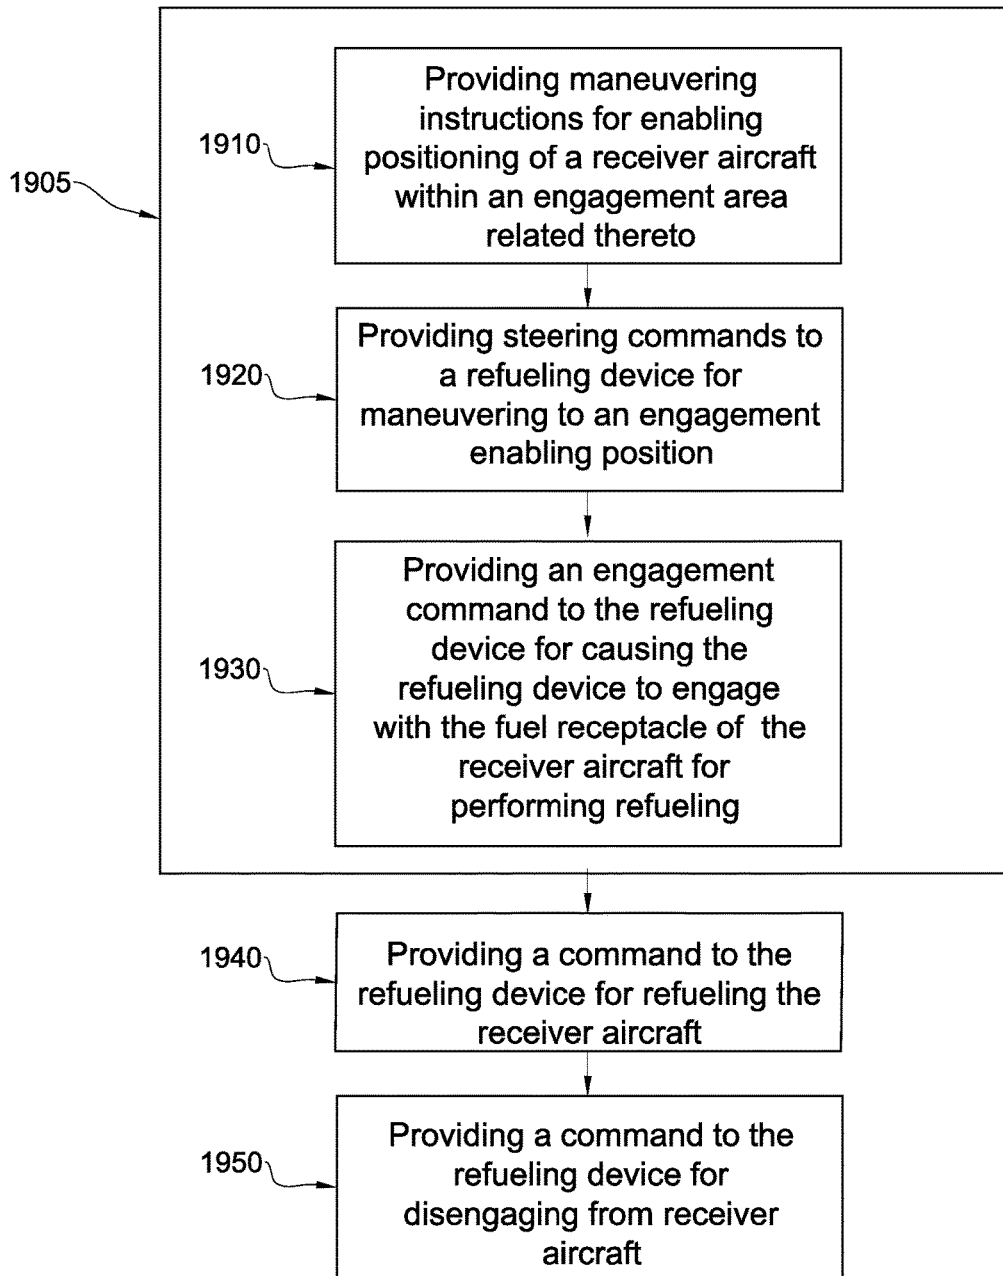 1905
1910
Providing maneuvering
instructions for enabling
positioning of a receiver aircraft
within an engagement area
related thereto
1920
Providing steering commands to
a refueling device for
maneuvering to an engagement
enabling position
1930
Providing an engagement
command to the refueling
device for causing the
refueling device to engage
with the fuel receptacle of the
receiver aircraft for
performing refueling
1940
Providing a command to the
refueling device for refueling the
receiver aircraft
1950
Providing a command to the
refueling device for
disengaging from receiver
aircraft